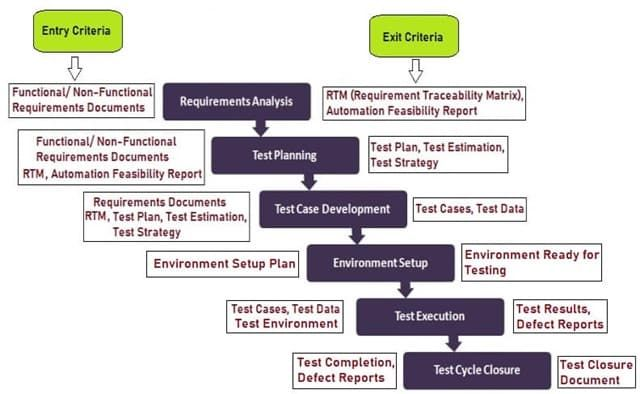 Entry Criteria
Exit Criteria
Functional/ Non-Functional
Requirements Documents
Requirements Analysis
RTM (Requirement Traceability Matrix),
Automation Feasibility Report
Functional/ Non-Functional
Requirements Documents
RTM, Automation Feasibility Report
Test Planning
Test Plan, Test Estimation,
Test Strategy
Requirements Documents
RTM, Test Plan, Test Estimation,
Test Strategy
Test Case Development
Test Cases, Test Data
Environment Setup Plan
Environment Setup
Environment Ready for
Testing
Test Cases, Test Data
Test Environment
Test Execution
Test Results,
Defect Reports
Test Completion,
Defect Reports
Test Cycle Closure
Test Closure
Document